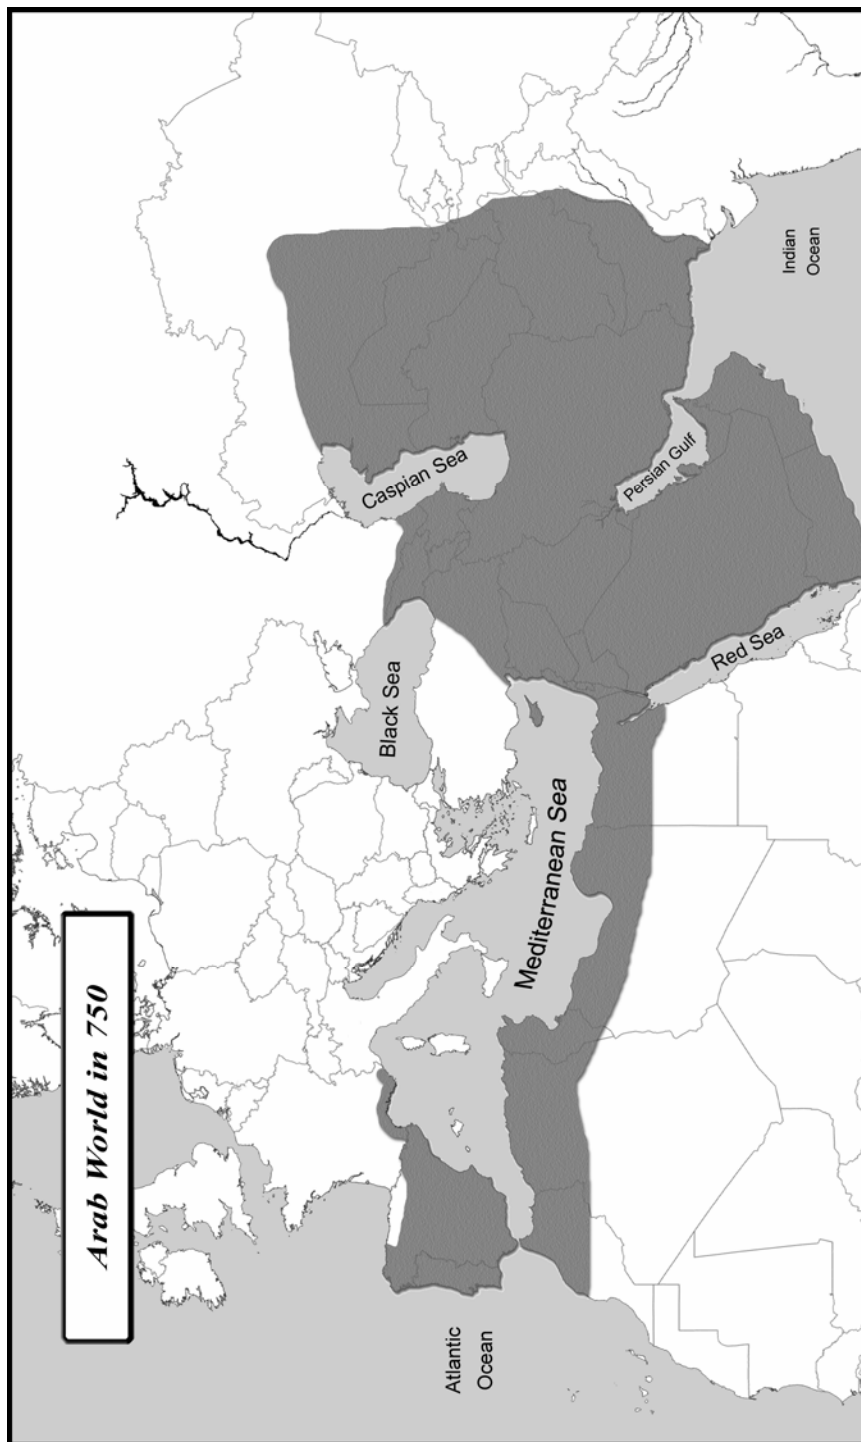 Arab World in 750
Atlantic
Ocean
Mediterranean Sea
Black Sea
Caspian Sea
Red Sea
Persian Gulf
Indian
Ocean